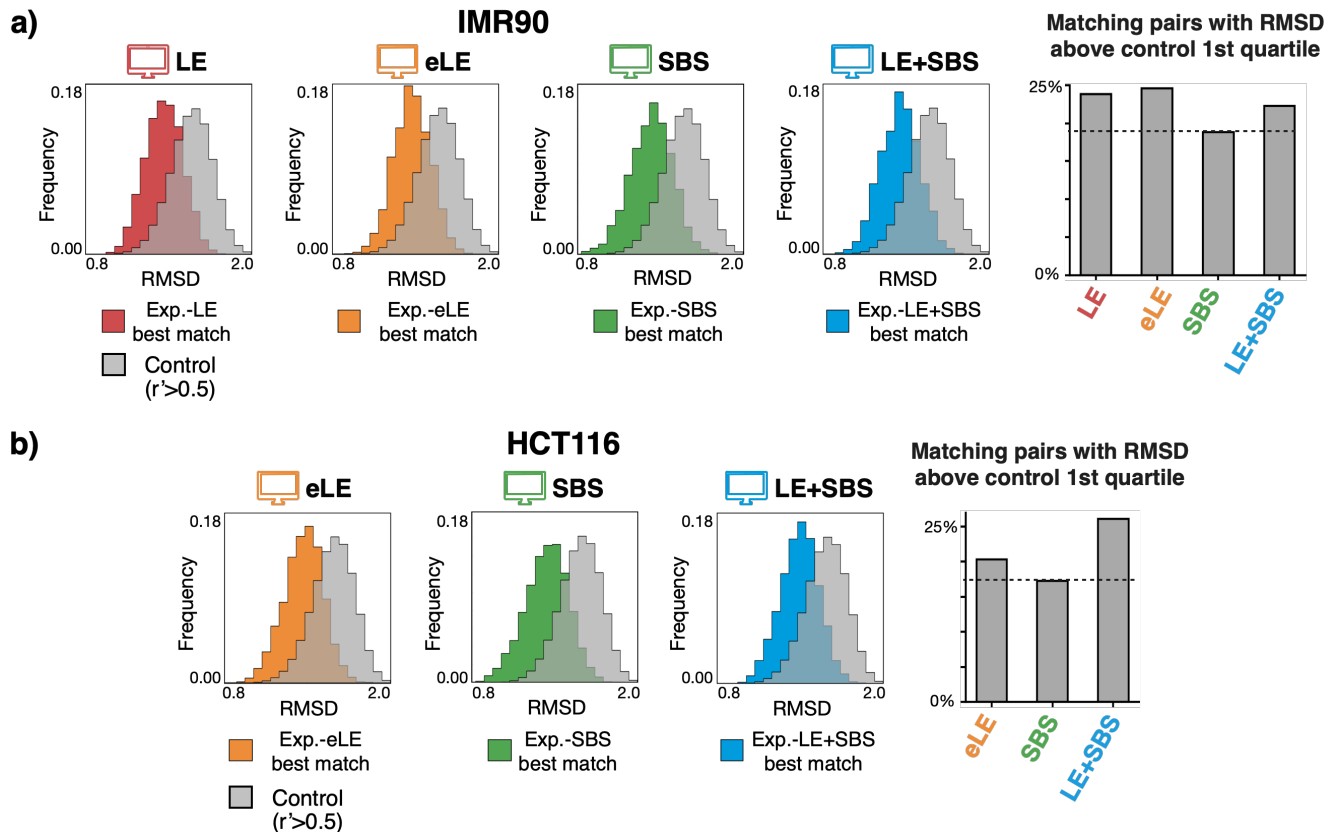 a)
IMR90
Matching pairs with RMSD
above control 1st quartile
LE
eLE
SBS
LE+SBS
0.18
Frequency
0.00
0.8
2.0
RMSD
0.18
Frequency
0.00
0.8
2.0
RMSD
0.18
Frequency
0.00
0.8
2.0
RMSD
0.18
Frequency
0.00
0.8
2.0
RMSD
25%
0%
LE
eLE
SBS
LE+SBS
Exp.-LE
best match
Control
(r'>0.5)
Exp.-eLE
best match
Exp.-SBS
best match
Exp.-LE+SBS
best match
b)
HCT116
Matching pairs with RMSD
above control 1st quartile
eLE
SBS
LE+SBS
0.18
Frequency
0.00
0.8
2.0
RMSD
0.18
Frequency
0.00
0.8
2.0
RMSD
0.18
Frequency
0.00
0.8
2.0
RMSD
25%
0%
eLE
SBS
LE+SBS
Exp.-eLE
best match
Control
(r'>0.5)
Exp.-SBS
best match
Exp.-LE+SBS
best match